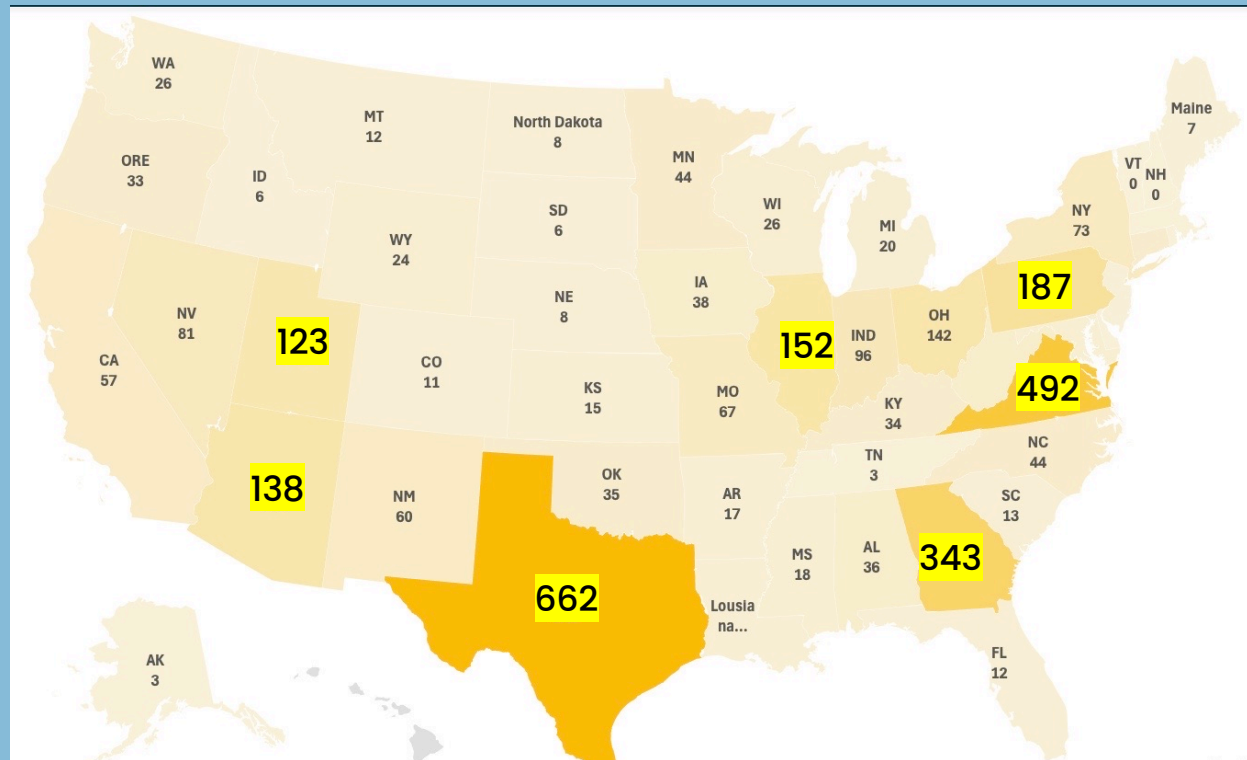 WA
26
MT
12
North Dakota
8
MN
44
Maine
7
ORE
33
ID
6
VT
0
NH
0
WI
26
MI
20
NY
73
SD
6
WY
24
IA
38
NE
8
187
NV
81
123
152
IND
96
OH
142
CA
57
CO
11
KS
15
MO
67
492
KY
34
NC
44
TN
3
138
NM
60
OK
35
AR
17
SC
13
MS
18
AL
36
343
662
Lousia
na...
FL
12
AK
3